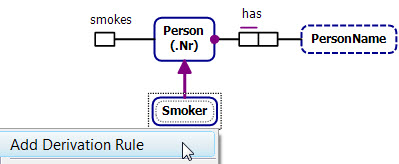 smokes
Person
(.Nr)
has
PersonName
Smoker
Add Derivation Rule